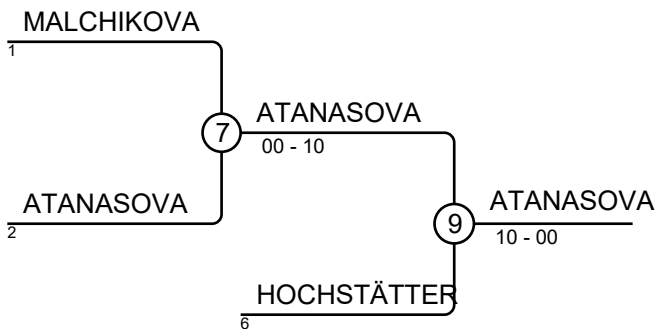 MALCHIKOVA
1
7
ATANASOVA
00 - 10
ATANASOVA
2
9
ATANASOVA
10 - 00
HOCHSTÄTTER
6